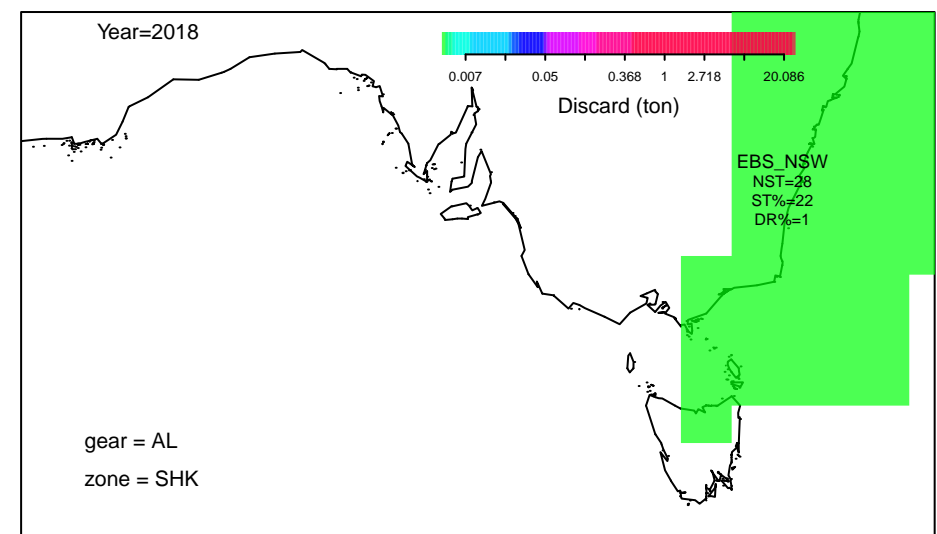 Year=2018
0.007 0.05 0.368 1 2.718 20.086
Discard (ton)
EBS_NSW
NST=28
ST%=22
DR%=1
gear = AL
zone = SHK